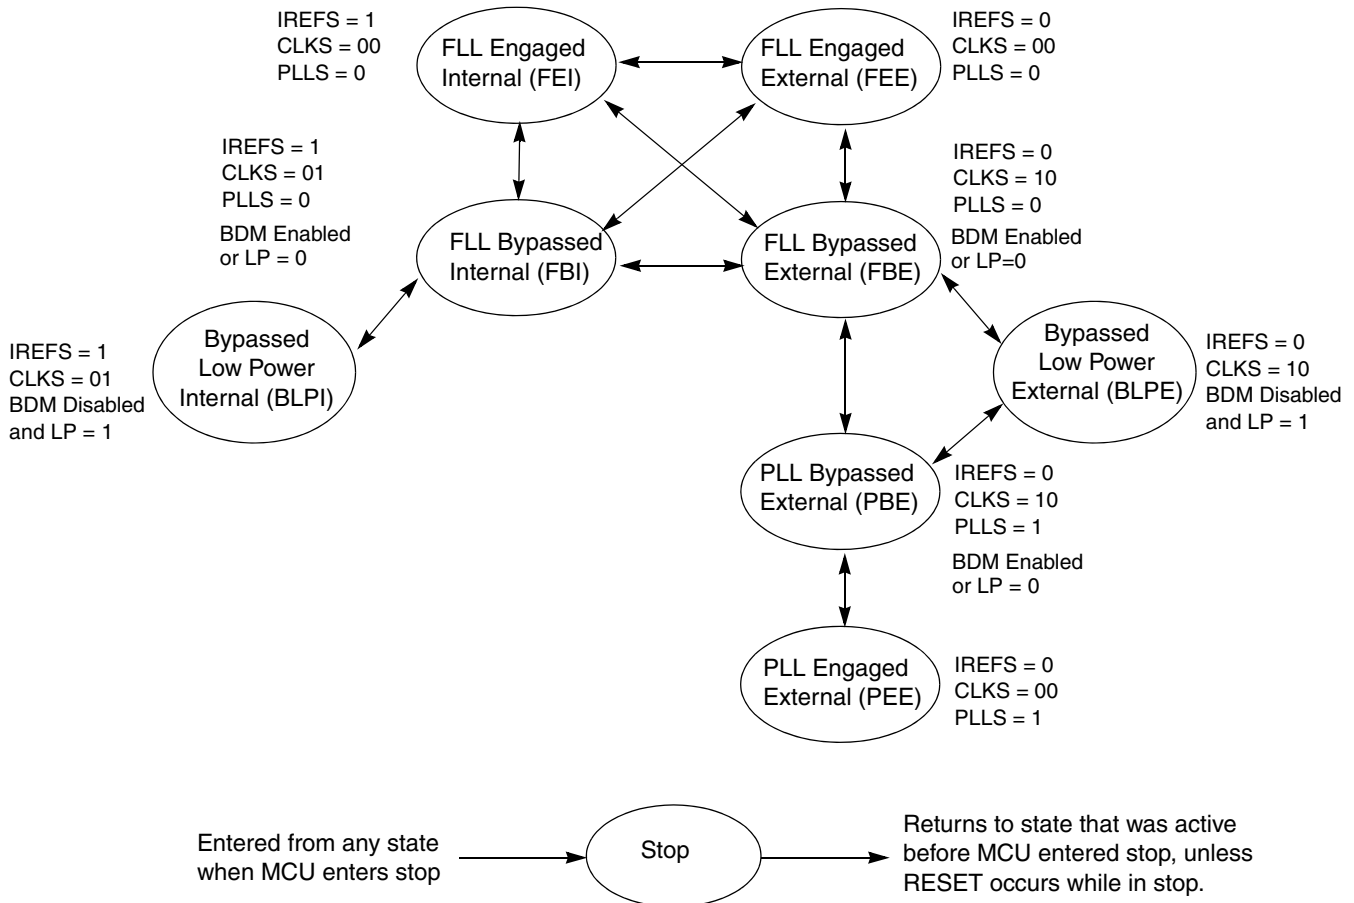 IREFS = 1
CLKS = 00
PLLS = 0
FLL Engaged
Internal (FEI)
FLL Engaged
External (FEE)
IREFS = 0
CLKS = 00
PLLS = 0
IREFS = 1
CLKS = 01
PLLS = 0
BDM Enabled
or LP = 0
FLL Bypassed
Internal (FBI)
FLL Bypassed
External (FBE)
IREFS = 0
CLKS = 10
PLLS = 0
BDM Enabled
or LP=0
IREFS = 1
CLKS = 01
BDM Disabled
and LP = 1
Bypassed
Low Power
Internal (BLPI)
Bypassed
Low Power
External (BLPE)
IREFS = 0
CLKS = 10
BDM Disabled
and LP = 1
PLL Bypassed
External (PBE)
IREFS = 0
CLKS = 10
PLLS = 1
BDM Enabled
or LP = 0
PLL Engaged
External (PEE)
IREFS = 0
CLKS = 00
PLLS = 1
Entered from any state
when MCU enters stop
Stop
Returns to state that was active
before MCU entered stop, unless
RESET occurs while in stop.